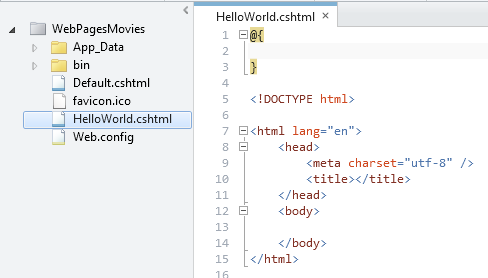 WebPagesMovies
App_Data
bin
Default.cshtml
favicon.ico
HelloWorld.cshtml
Web.config
HelloWorld.cshtml ×
1 @{
2
3 }
4
5 <!DOCTYPE html>
6
7 <html lang="en">
8 <head>
9 <meta charset="utf-8" />
10 <title></title>
11 </head>
12 <body>
13
14 </body>
15 </html>
16